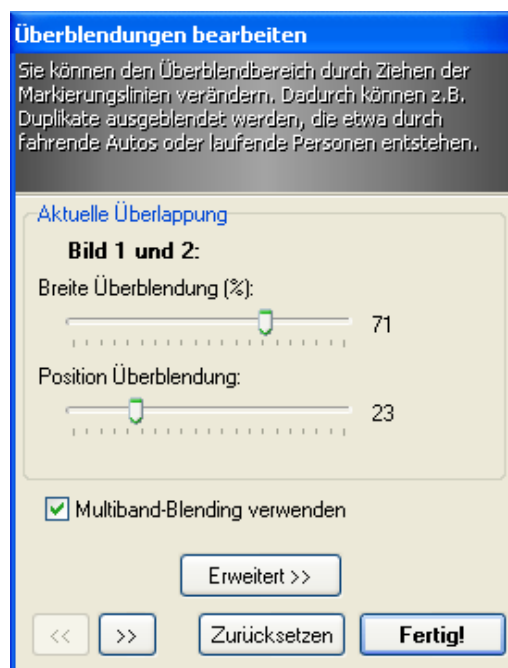 Überblendungen bearbeiten
Sie können den Überblendbereich durch Ziehen der
Markierungslinien verändern. Dadurch können z.B.
Duplikate ausgeblendet werden, die etwa durch
fahrende Autos oder laufende Personen entstehen.
Aktuelle Überlappung
Bild 1 und 2:
Breite Überblendung (%):
71
Position Überblendung:
23
Multiband-Blending verwenden
Erweitert >>
<< >> Zurücksetzen Fertig!